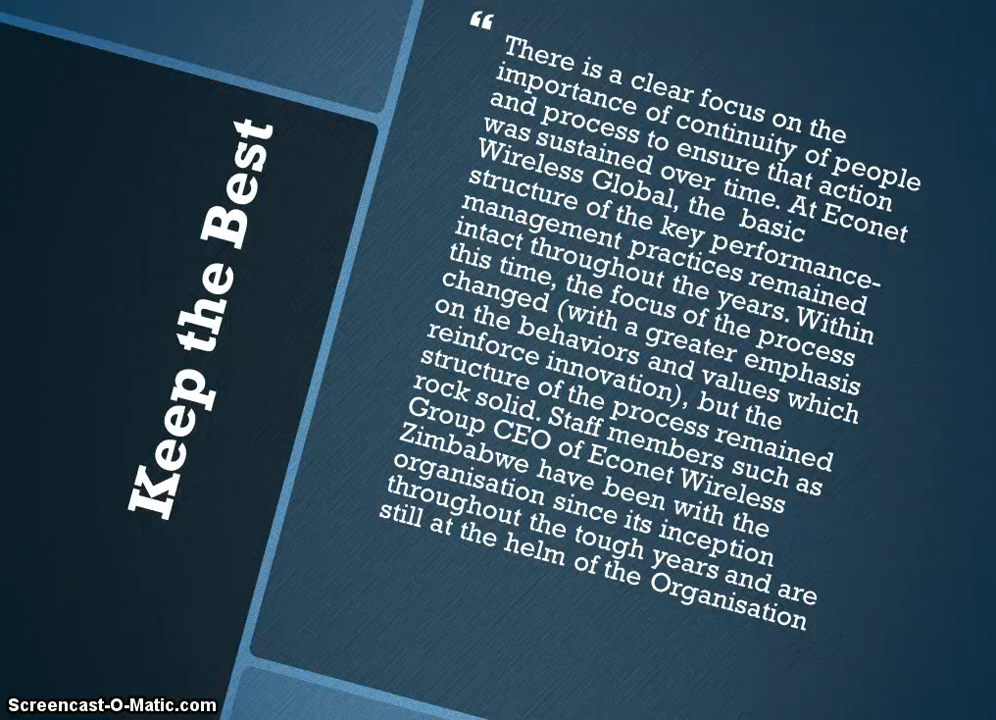 Keep the Best
“ There is a clear focus on the
importance of continuity of people
and process to ensure that action
was sustained over time. At Econet
Wireless Global, the basic
structure of the key performance-
management practices remained
intact throughout the years. Within
this time, the focus of the process
changed (with a greater emphasis
on the behaviors and values which
reinforce innovation), but the
structure of the process remained
rock solid. Staff members such as
Group CEO of Econet Wireless
Zimbabwe have been with the
organisation since its inception
throughout the tough years and are
still at the helm of the Organisation
Screencast-O-Matic.com